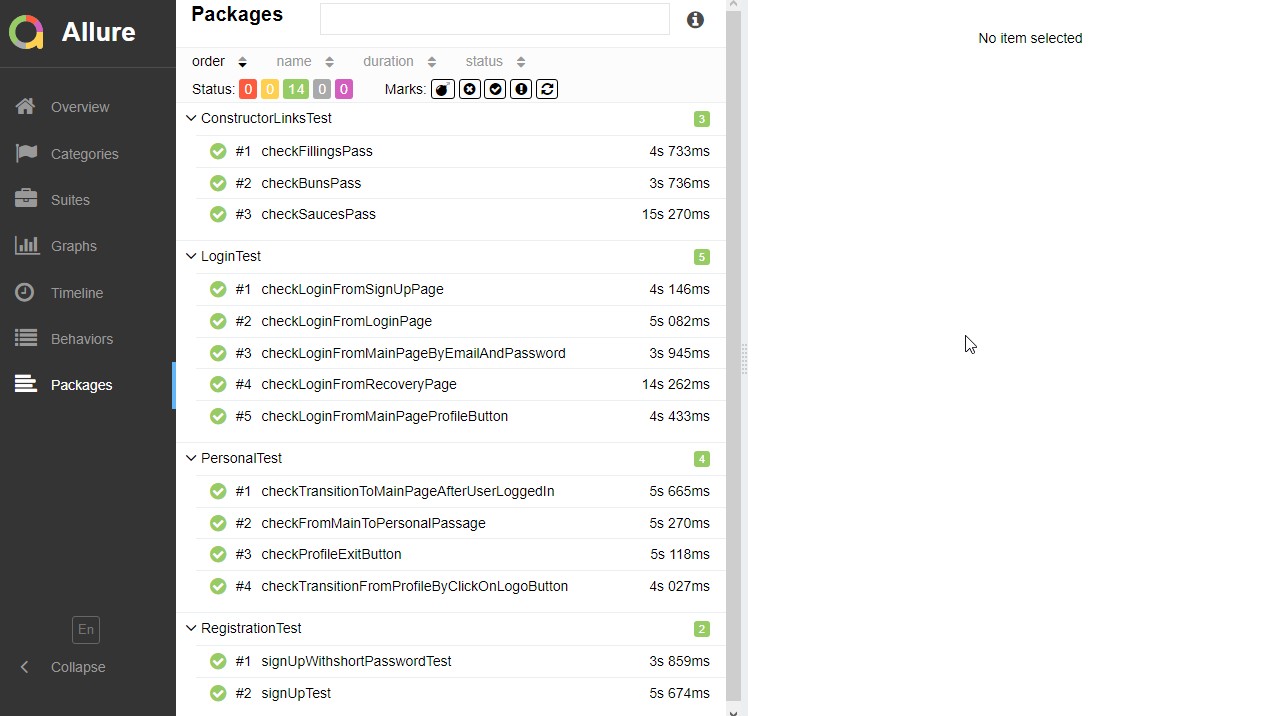 Allure
Overview
Categories
Suites
Graphs
Timeline
Behaviors
Packages
En
Collapse
Packages
order name duration status
Status: 0 0 14 0 0 Marks:
ConstructorLinksTest 3
#1 checkFillingsPass 4s 733ms
#2 checkBunsPass 3s 736ms
#3 checkSaucesPass 15s 270ms
LoginTest 5
#1 checkLoginFromSignUpPage 4s 146ms
#2 checkLoginFromLoginPage 5s 082ms
#3 checkLoginFromMainPageByEmailAndPassword 3s 945ms
#4 checkLoginFromRecoveryPage 14s 262ms
#5 checkLoginFromMainPageProfileButton 4s 433ms
PersonalTest 4
#1 checkTransitionToMainPageAfterUserLoggedIn 5s 665ms
#2 checkFromMainToPersonalPassage 5s 270ms
#3 checkProfileExitButton 5s 118ms
#4 checkTransitionFromProfileByClickOnLogoButton 4s 027ms
RegistrationTest 2
#1 signUpWithshortPasswordTest 3s 859ms
#2 signUpTest 5s 674ms
No item selected